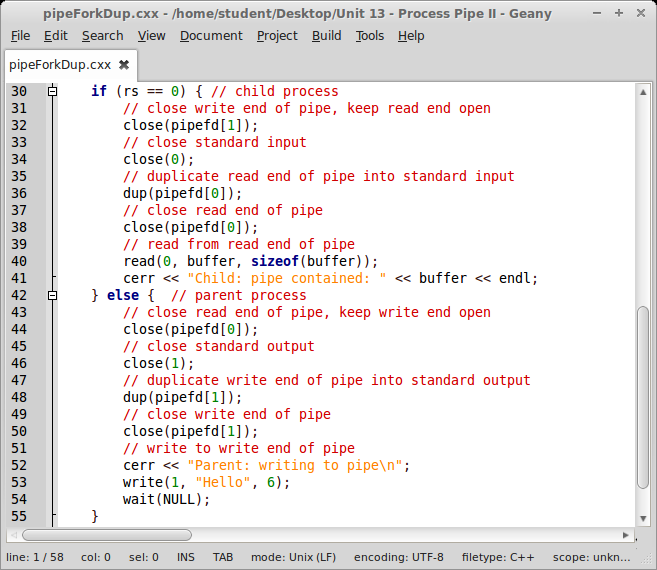 pipeForkDup.cxx - /home/student/Desktop/Unit 13 - Process Pipe II - Geany
File Edit Search View Document Project Build Tools Help
pipeForkDup.cxx
30 if (rs == 0) { // child process
31 // close write end of pipe, keep read end open
32 close(pipefd[1]);
33 // close standard input
34 close(0);
35 // duplicate read end of pipe into standard input
36 dup(pipefd[0]);
37 // close read end of pipe
38 close(pipefd[0]);
39 // read from read end of pipe
40 read(0, buffer, sizeof(buffer));
41 cerr << "Child: pipe contained: " << buffer << endl;
42 } else { // parent process
43 // close read end of pipe, keep write end open
44 close(pipefd[0]);
45 // close standard output
46 close(1);
47 // duplicate write end of pipe into standard output
48 dup(pipefd[1]);
49 // close write end of pipe
50 close(pipefd[1]);
51 // write to write end of pipe
52 cerr << "Parent: writing to pipe\n";
53 write(1, "Hello", 6);
54 wait(NULL);
55 }
line: 1 / 58 col: 0 sel: 0 INS TAB mode: Unix (LF) encoding: UTF-8 filetype: C++ scope: unkn...